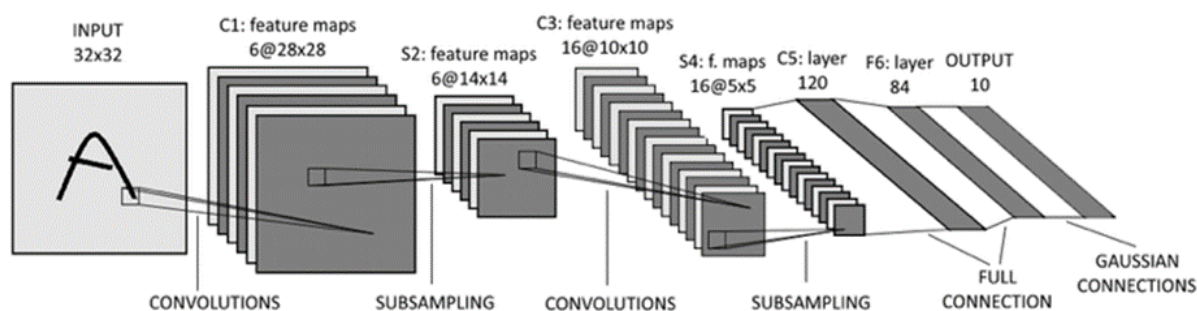 INPUT
32x32
C1: feature maps
6@28x28
S2: feature maps
6@14x14
C3: feature maps
16@10x10
S4: f. maps
16@5x5
C5: layer
120
F6: layer
84
OUTPUT
10
CONVOLUTIONS
SUBSAMPLING
CONVOLUTIONS
SUBSAMPLING
FULL
CONNECTION
GAUSSIAN
CONNECTIONS